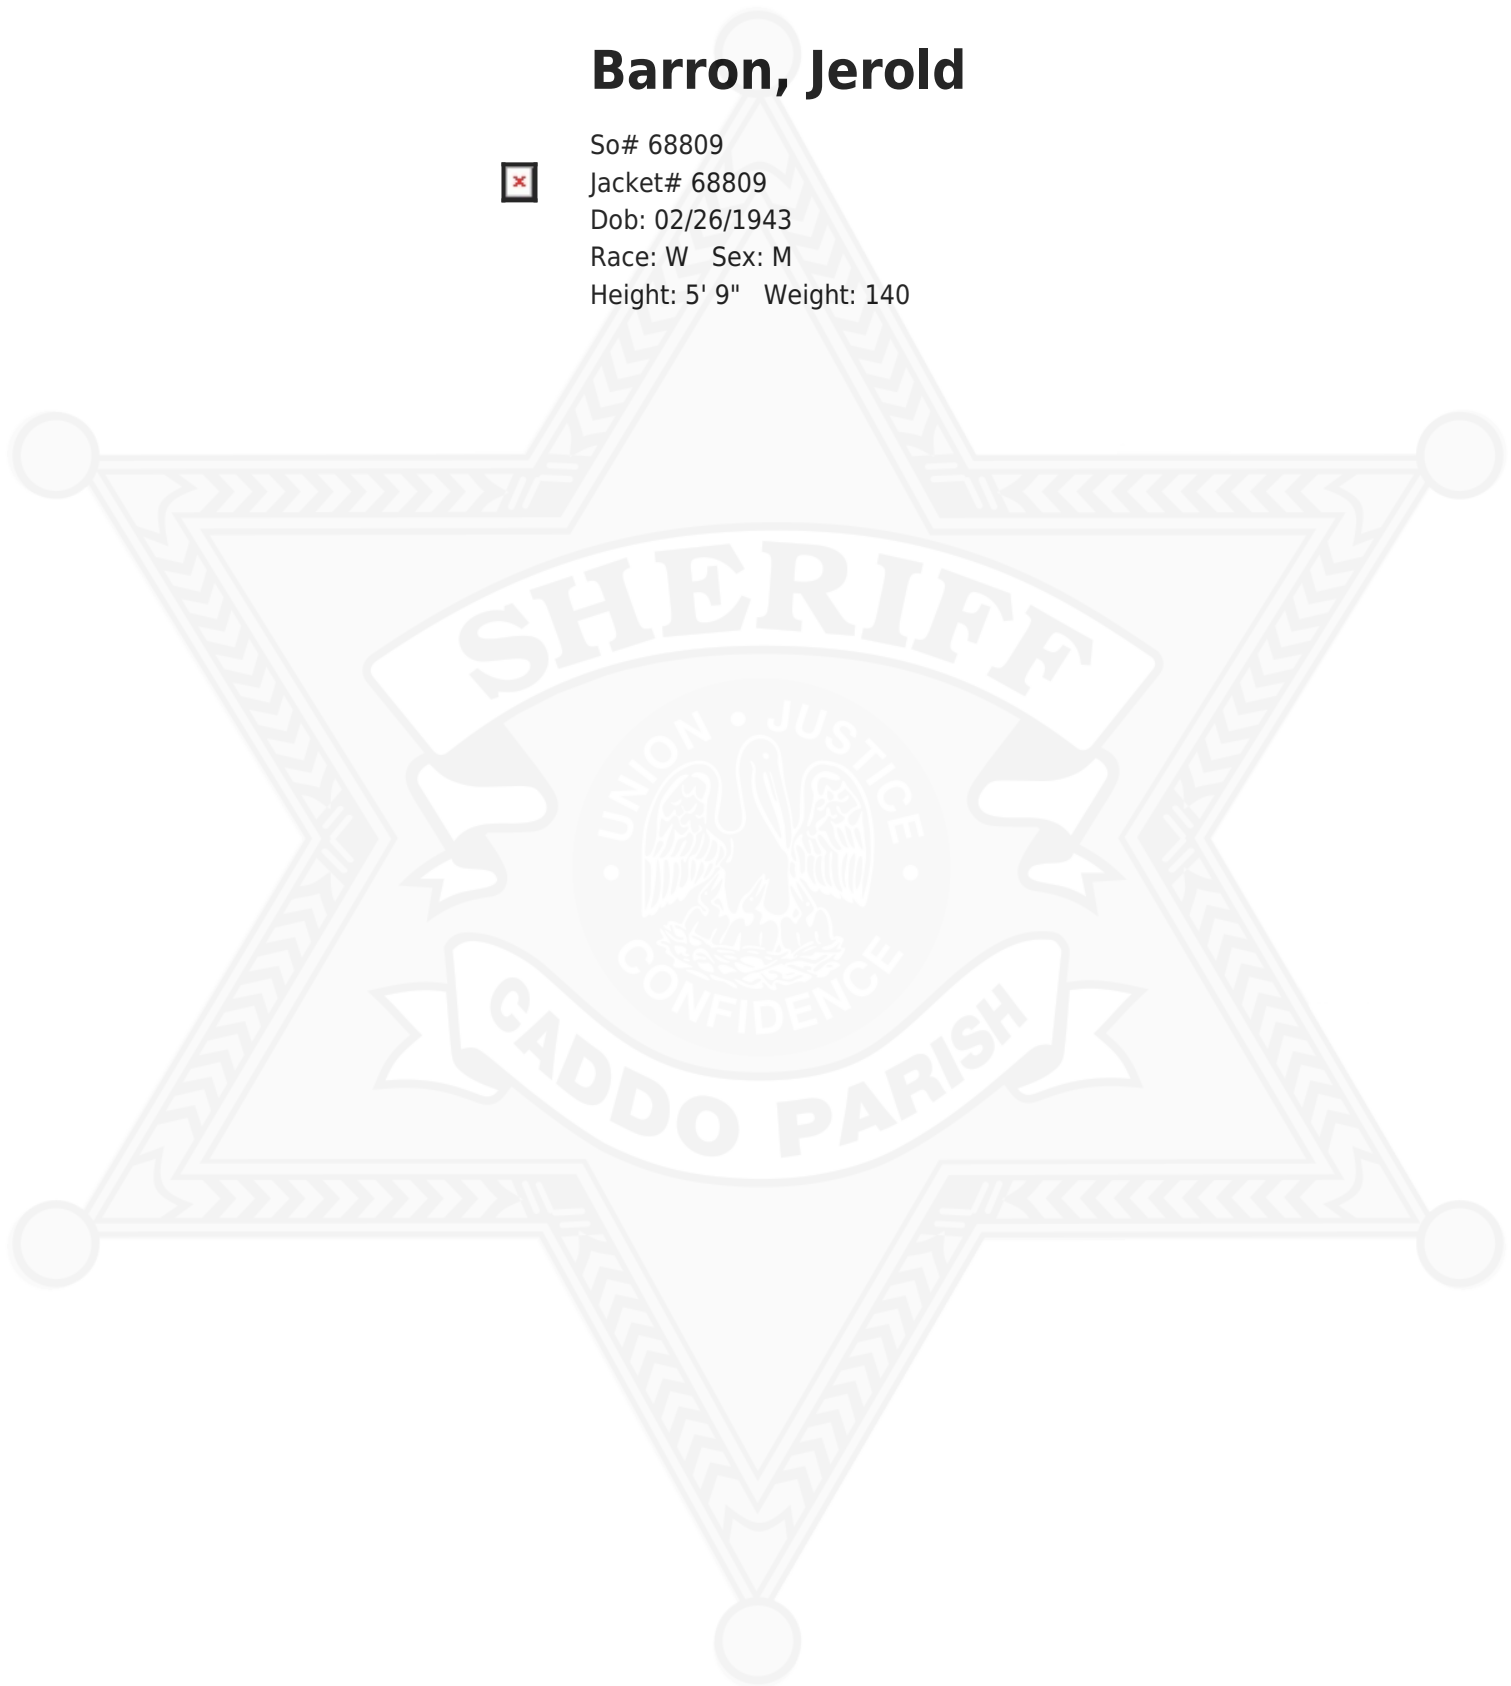 Barron, Jerold
So# 68809
Jacket# 68809
Dob: 02/26/1943
Race: W   Sex: M
Height: 5' 9"   Weight: 140
SHERIFF
UNION • JUSTICE
• CONFIDENCE •
CADDO PARISH